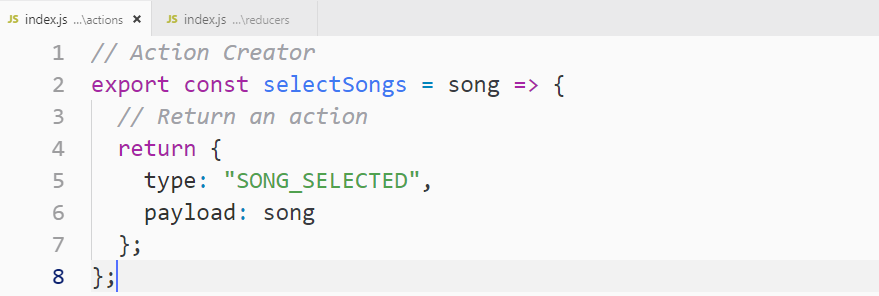 JS index.js ...\actions × JS index.js ...\reducers
1 // Action Creator
2 export const selectSongs = song => {
3   // Return an action
4   return {
5     type: "SONG_SELECTED",
6     payload: song
7   };
8 };